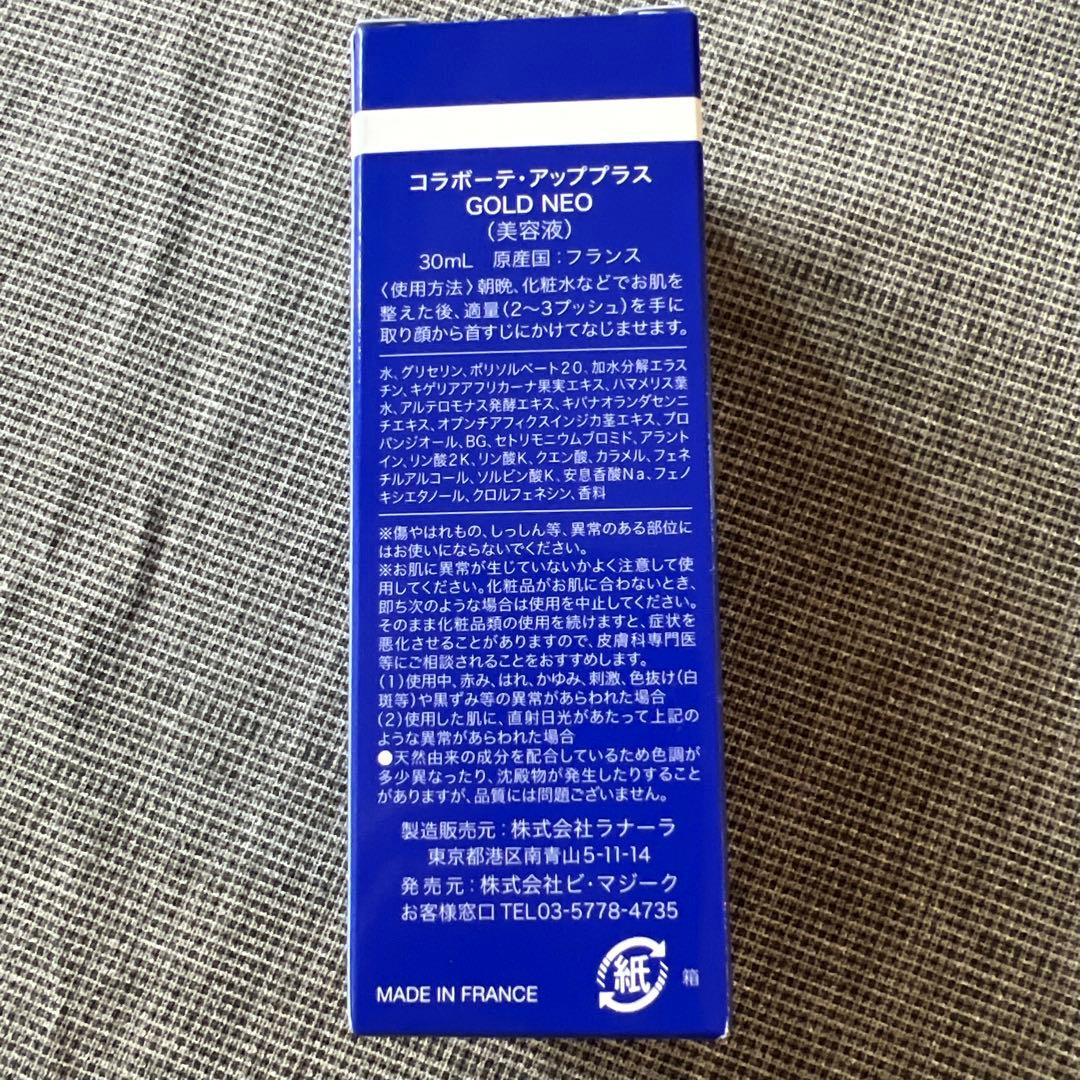 コラボーテ・アッププラス
GOLD NEO
(美容液)
30mL 原産国:フランス
〈使用方法〉朝晩、化粧水などでお肌を
整えた後、適量(2〜3プッシュ)を手に
取り顔から首すじにかけてなじませます。
水、グリセリン、ポリソルベート20、加水分解エラス
チン、キゲリアアフリカーナ果実エキス、ハマメリス葉
水、アルテロモナス発酵エキス、キバナオランダセンニ
チエキス、オプンチアフィクスインジカ茎エキス、プロ
パンジオール、BG、セトリモニウムブロミド、アラント
イン、リン酸2K、リン酸K、クエン酸、カラメル、フェネ
チルアルコール、ソルビン酸K、安息香酸Na、フェノ
キシエタノール、クロルフェネシン、香料
※傷やはれもの、しっしん等、異常のある部位に
はお使いにならないでください。
※お肌に異常が生じていないかよく注意して使
用してください。化粧品がお肌に合わないとき、
即ち次のような場合は使用を中止してください。
そのまま化粧品類の使用を続けますと、症状を
悪化させることがありますので、皮膚科専門医
等にご相談されることをおすすめします。
(1)使用中、赤み、はれ、かゆみ、刺激、色抜け(白
斑等)や黒ずみ等の異常があらわれた場合
(2)使用した肌に、直射日光があたって上記の
ような異常があらわれた場合
●天然由来の成分を配合しているため色調が
多少異なったり、沈殿物が発生したりすること
がありますが、品質には問題ございません。
製造販売元:株式会社ラナーラ
東京都港区南青山5-11-14
発売元:株式会社ビ・マジーク
お客様窓口 TEL03-5778-4735
MADE IN FRANCE
紙 箱